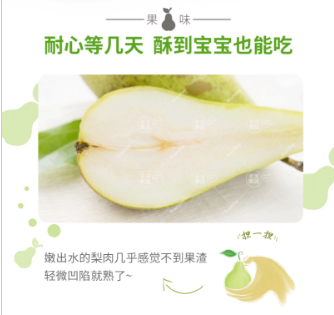 果 味
耐心等几天 酥到宝宝也能吃
捏一捏
嫩出水的梨肉几乎感觉不到果渣
轻微凹陷就熟了~